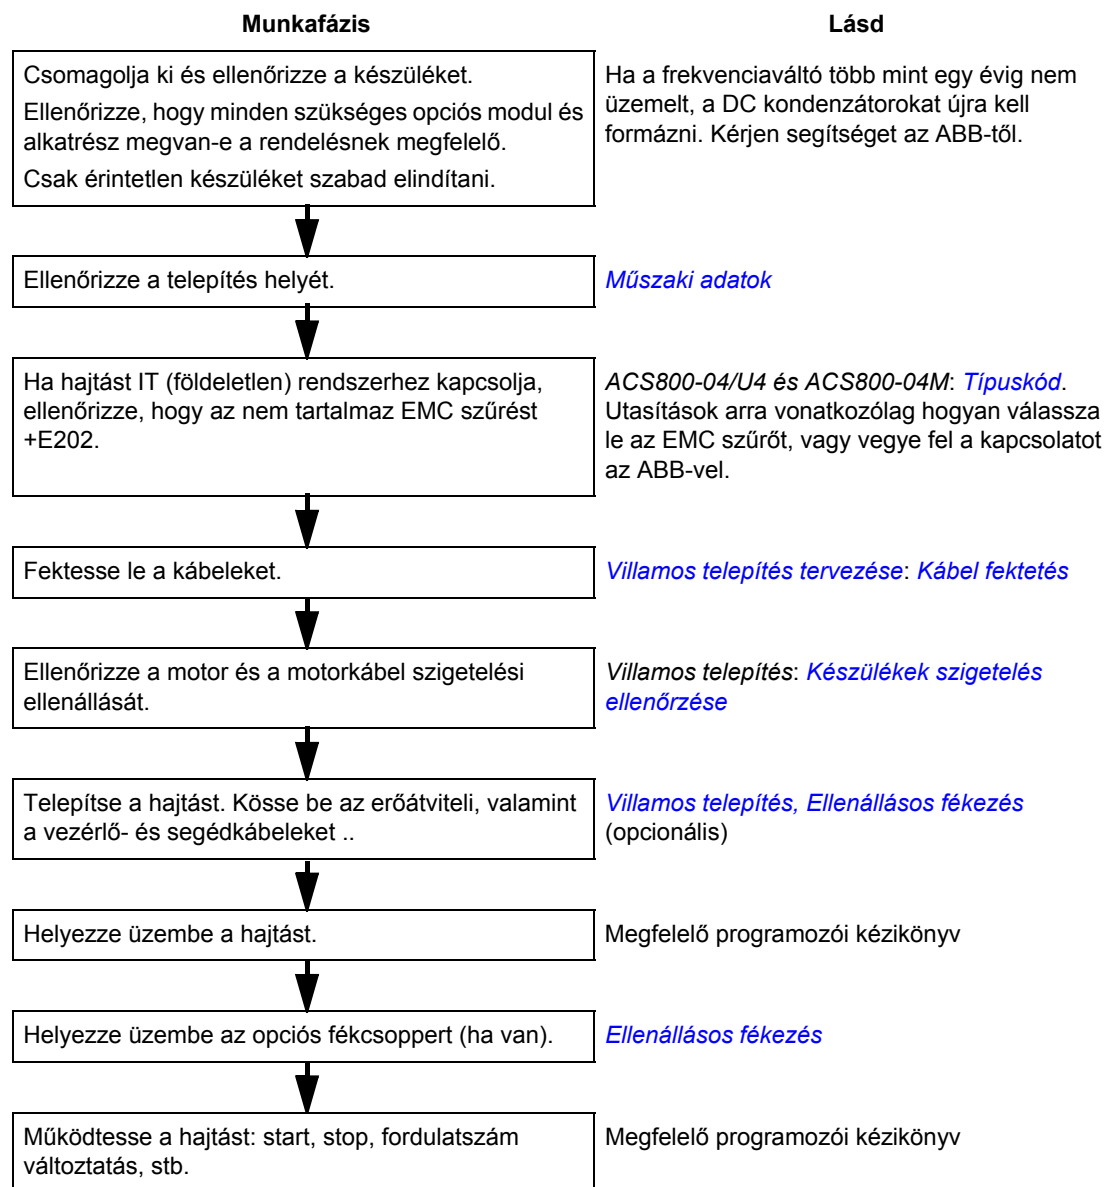 Munkafázis
Lásd
Csomagolja ki és ellenőrizze a készüléket.
Ellenőrizze, hogy minden szükséges opciós modul és
alkatrész megvan-e a rendelésnek megfelelő.
Csak érintetlen készüléket szabad elindítani.
Ha a frekvenciaváltó több mint egy évig nem
üzemelt, a DC kondenzátorokat újra kell
formázni. Kérjen segítséget az ABB-től.
Ellenőrizze a telepítés helyét.
Műszaki adatok
Ha hajtást IT (földeletlen) rendszerhez kapcsolja,
ellenőrizze, hogy az nem tartalmaz EMC szűrést
+E202.
ACS800-04/U4 és ACS800-04M: Típuskód.
Utasítások arra vonatkozólag hogyan válassza
le az EMC szűrőt, vagy vegye fel a kapcsolatot
az ABB-vel.
Fektesse le a kábeleket.
Villamos telepítés tervezése: Kábel fektetés
Ellenőrizze a motor és a motorkábel szigetelési
ellenállását.
Villamos telepítés: Készülékek szigetelés
ellenőrzése
Telepítse a hajtást. Kösse be az erőátviteli, valamint
a vezérlő- és segédkábeleket ..
Villamos telepítés, Ellenállásos fékezés
(opcionális)
Helyezze üzembe a hajtást.
Megfelelő programozói kézikönyv
Helyezze üzembe az opciós fékcsoppert (ha van).
Ellenállásos fékezés
Működtesse a hajtást: start, stop, fordulatszám
változtatás, stb.
Megfelelő programozói kézikönyv